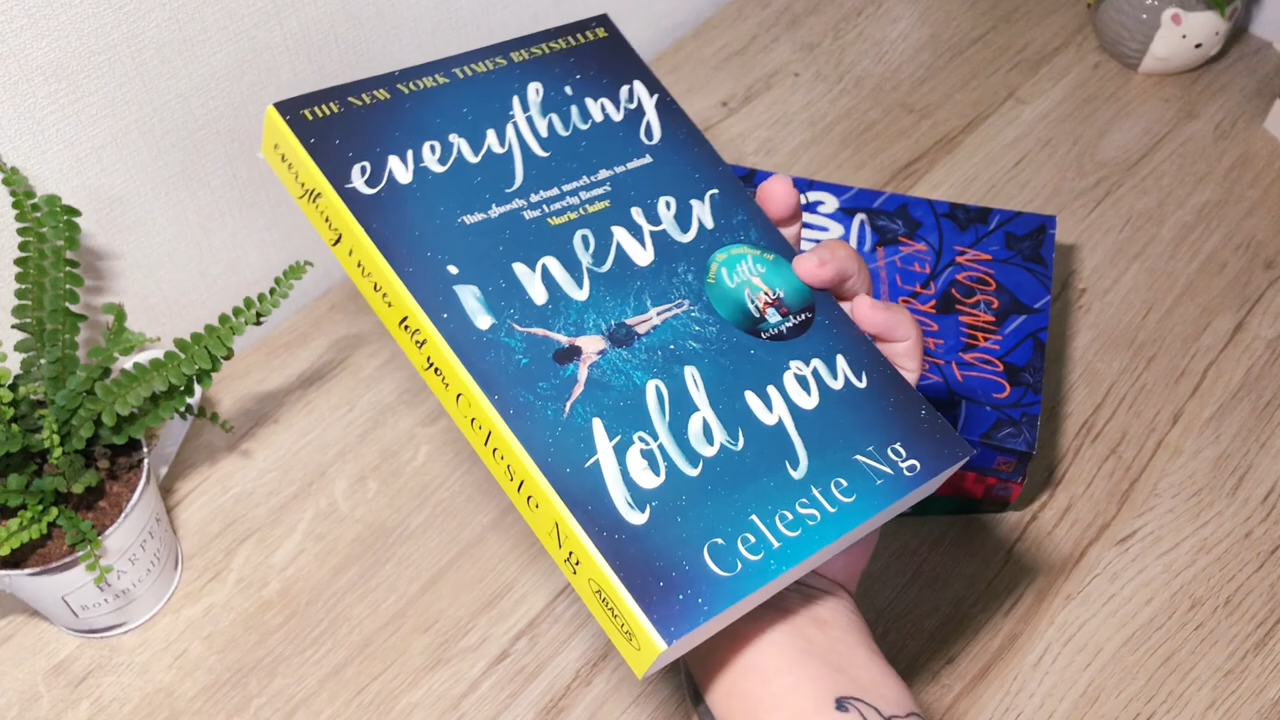 THE NEW YORK TIMES BESTSELLER
everything
'This ghostly debut novel calls to mind
The Lovely Bones'
Marie Claire
i never
From the author of
little
fires
everywhere
told you
Celeste Ng
everything i never told you Celeste Ng ABACUS
JOHNSON
HARPER
Botanical